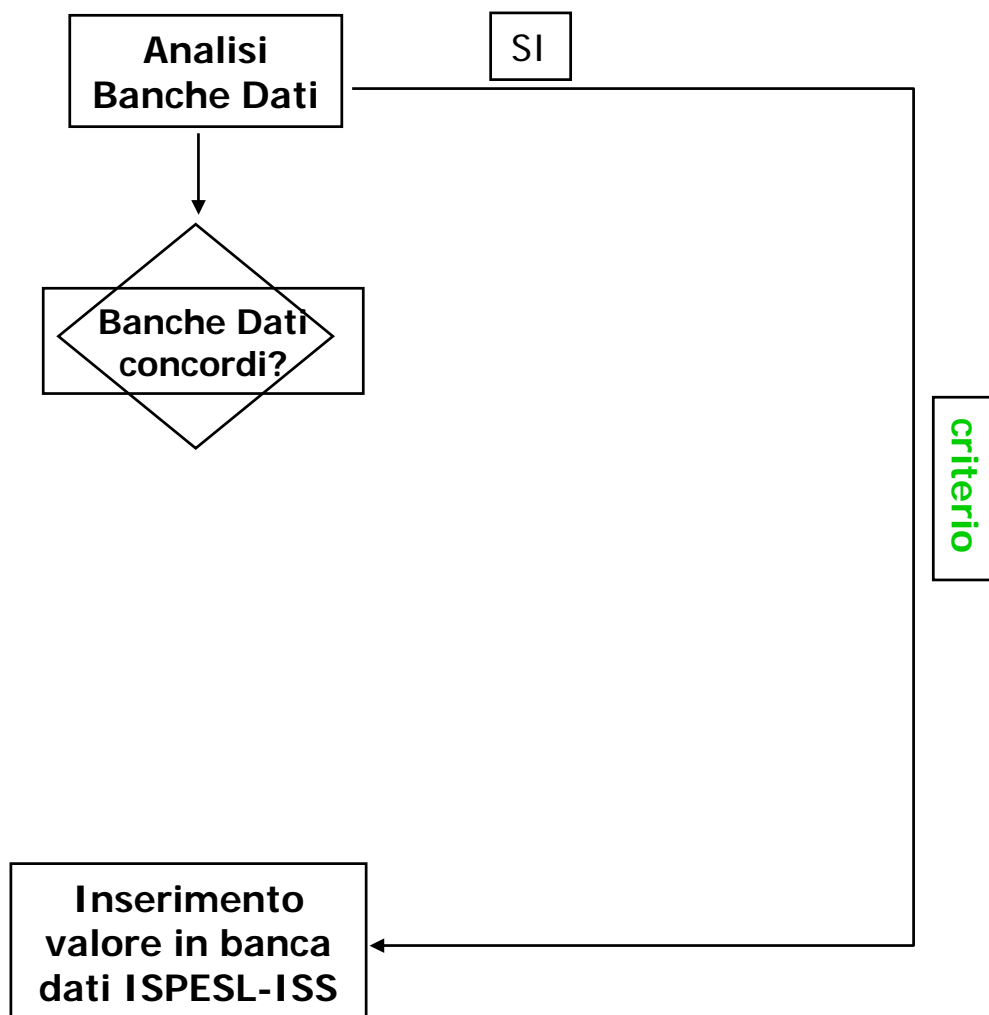 Analisi
Banche Dati
SI
Banche Dati
concordi?
criterio
Inserimento
valore in banca
dati ISPESL-ISS